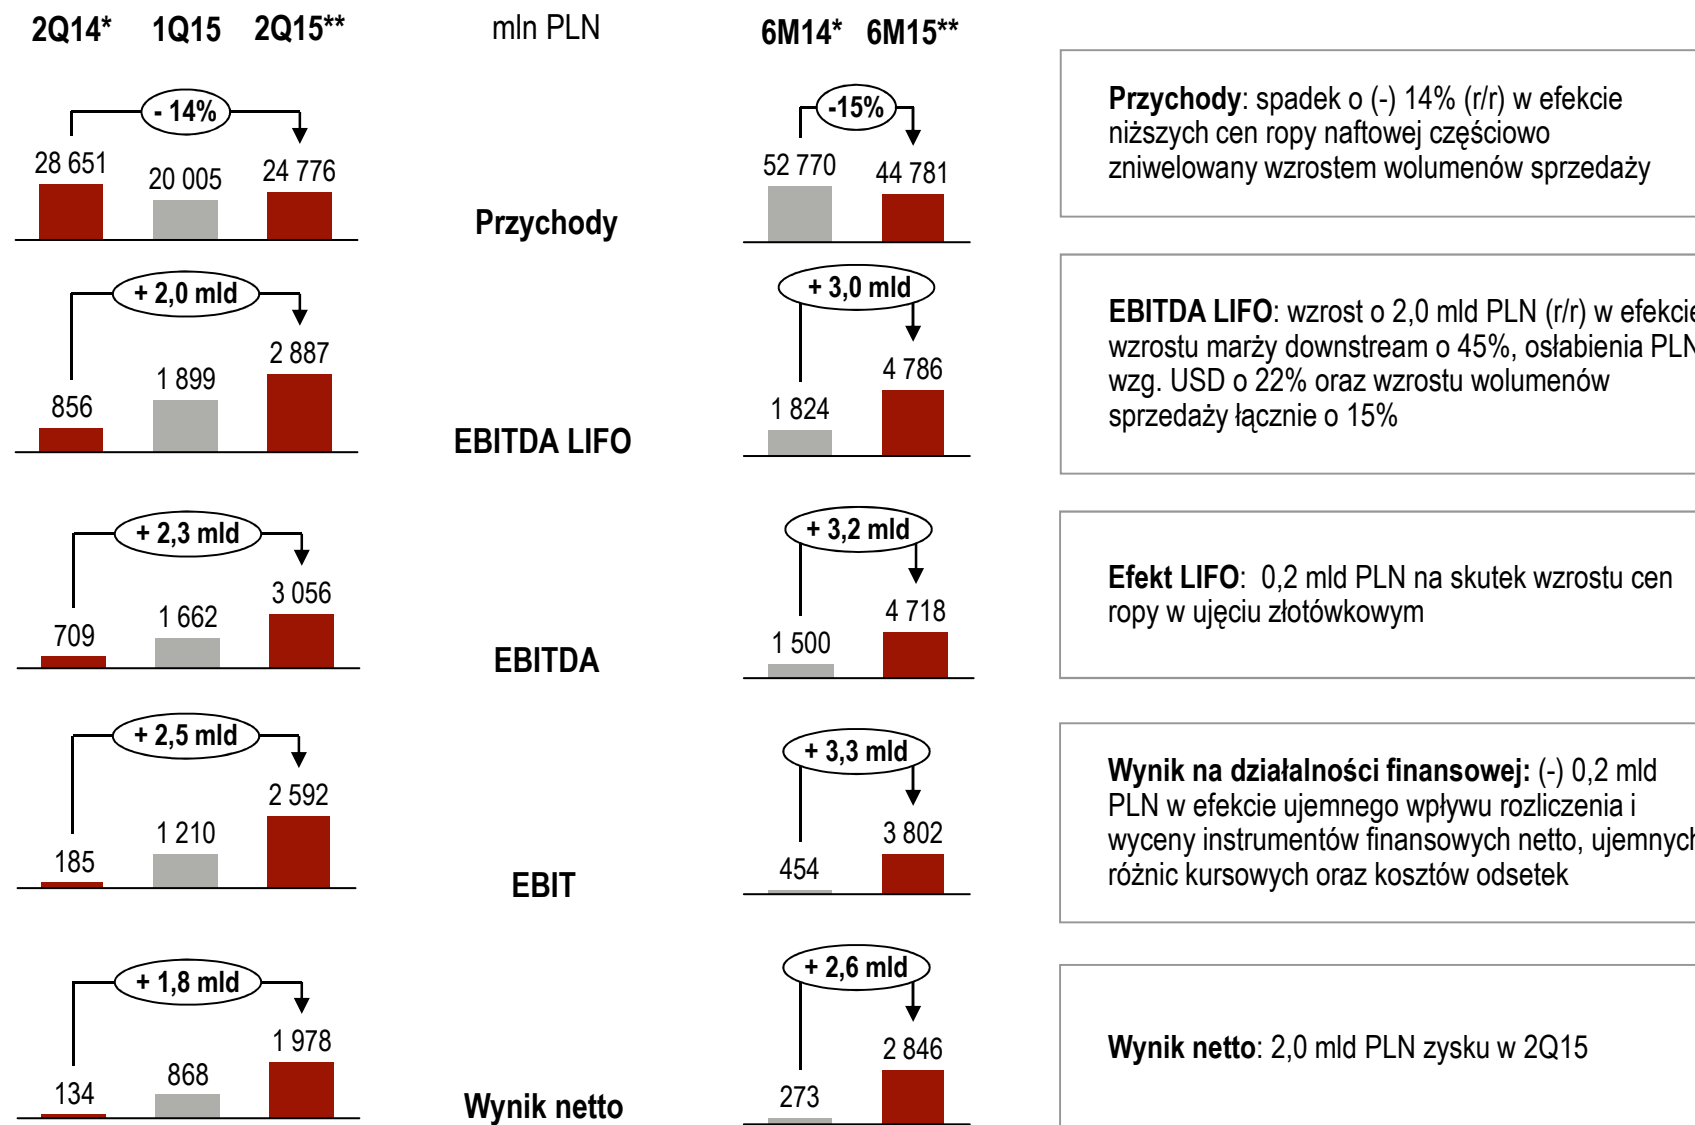 2Q14* 1Q15 2Q15** mln PLN 6M14* 6M15**
- 14%
28 651 20 005 24 776
Przychody
-15%
52 770 44 781
Przychody: spadek o (-) 14% (r/r) w efekcie
niższych cen ropy naftowej częściowo
zniwelowany wzrostem wolumenów sprzedaży
+ 2,0 mld
856 1 899 2 887
EBITDA LIFO
+ 3,0 mld
1 824 4 786
EBITDA LIFO: wzrost o 2,0 mld PLN (r/r) w efekcie
wzrostu marży downstream o 45%, osłabienia PLN
wzg. USD o 22% oraz wzrostu wolumenów
sprzedaży łącznie o 15%
+ 2,3 mld
709 1 662 3 056
EBITDA
+ 3,2 mld
1 500 4 718
Efekt LIFO: 0,2 mld PLN na skutek wzrostu cen
ropy w ujęciu złotówkowym
+ 2,5 mld
185 1 210 2 592
EBIT
+ 3,3 mld
454 3 802
Wynik na działalności finansowej: (-) 0,2 mld
PLN w efekcie ujemnego wpływu rozliczenia i
wyceny instrumentów finansowych netto, ujemnych
różnic kursowych oraz kosztów odsetek
+ 1,8 mld
134 868 1 978
Wynik netto
+ 2,6 mld
273 2 846
Wynik netto: 2,0 mld PLN zysku w 2Q15